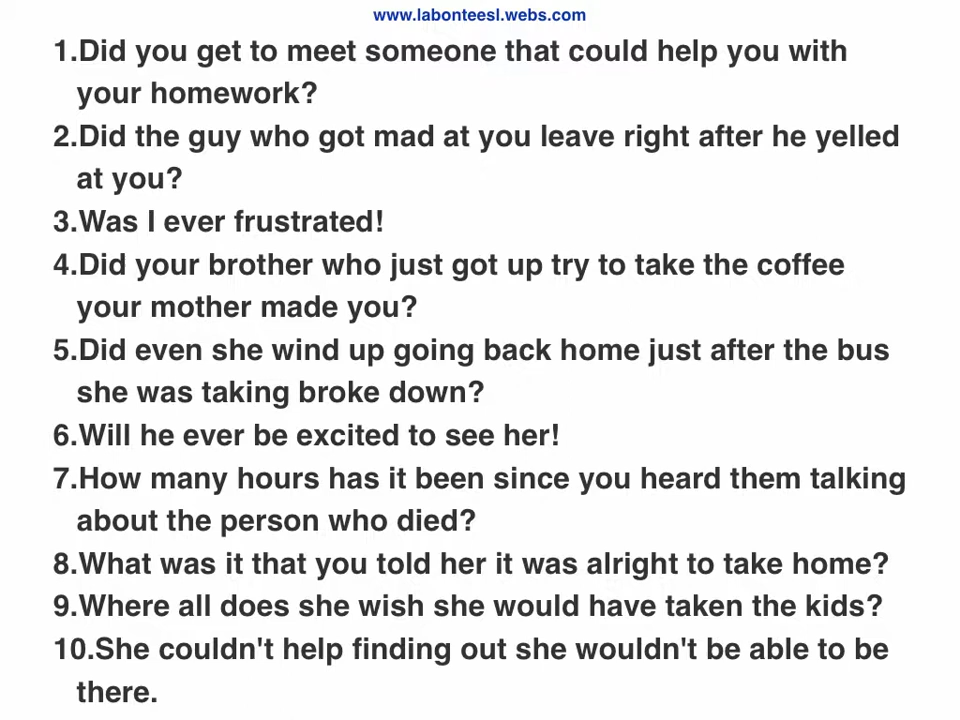 www.labonteesl.webs.com
1.Did you get to meet someone that could help you with
your homework?
2.Did the guy who got mad at you leave right after he yelled
at you?
3.Was I ever frustrated!
4.Did your brother who just got up try to take the coffee
your mother made you?
5.Did even she wind up going back home just after the bus
she was taking broke down?
6.Will he ever be excited to see her!
7.How many hours has it been since you heard them talking
about the person who died?
8.What was it that you told her it was alright to take home?
9.Where all does she wish she would have taken the kids?
10.She couldn't help finding out she wouldn't be able to be
there.